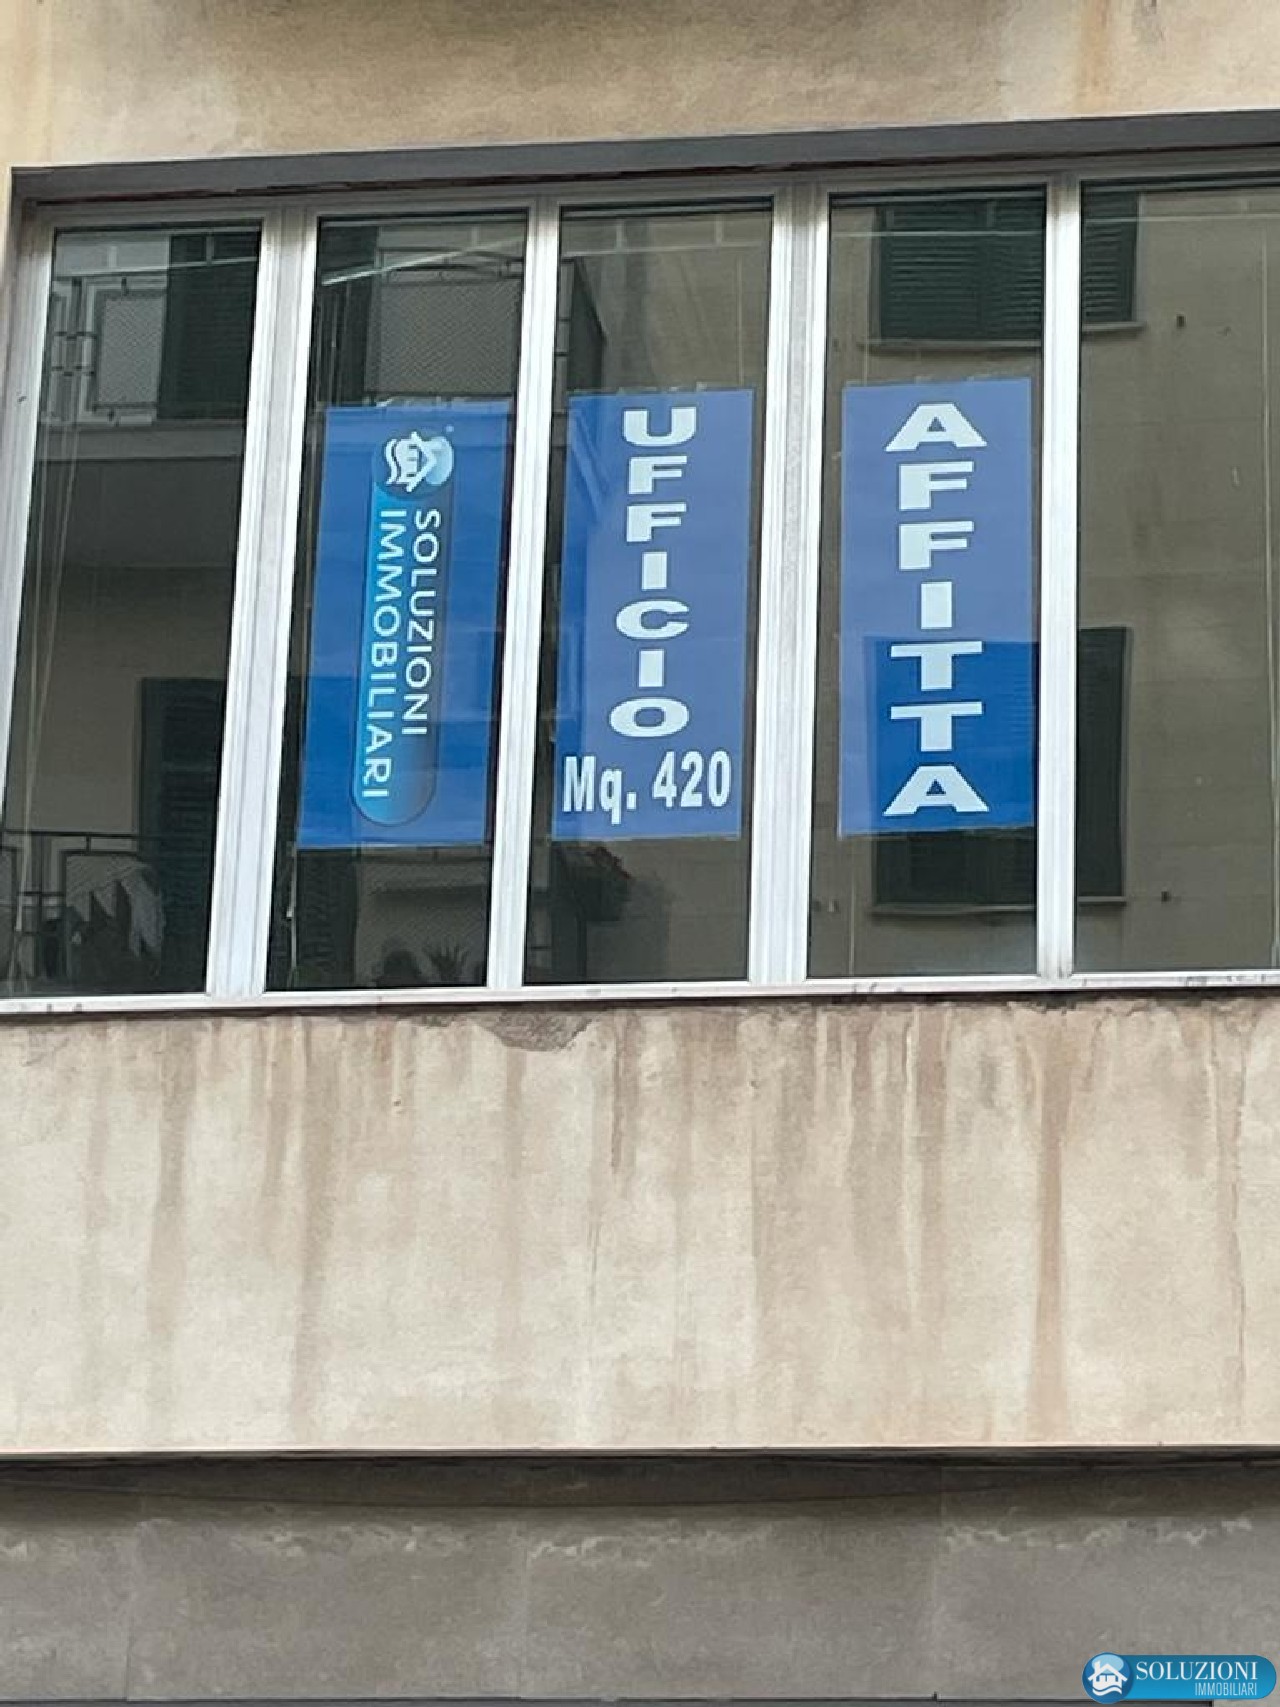 SOLUZIONI
IMMOBILIARI
UFFICIO
Mq. 420
AFFITTA
SOLUZIONI
IMMOBILIARI